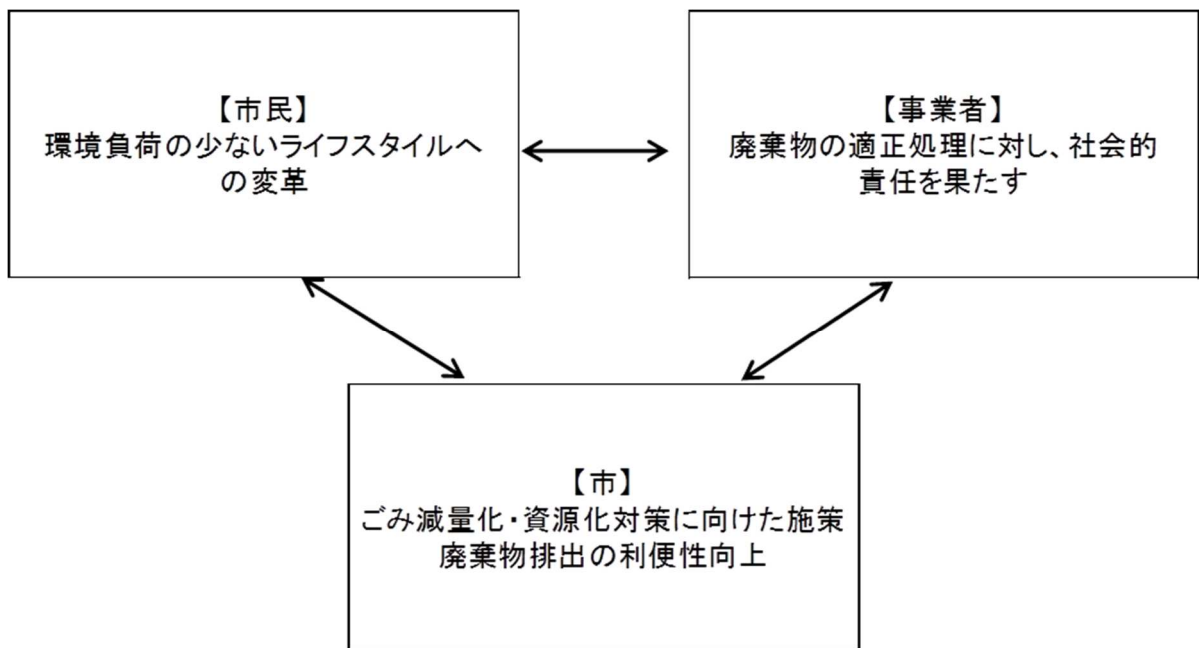 【市民】
環境負荷の少ないライフスタイルへ
の変革
【事業者】
廃棄物の適正処理に対し、社会的
責任を果たす
【市】
ごみ減量化・資源化対策に向けた施策
廃棄物排出の利便性向上